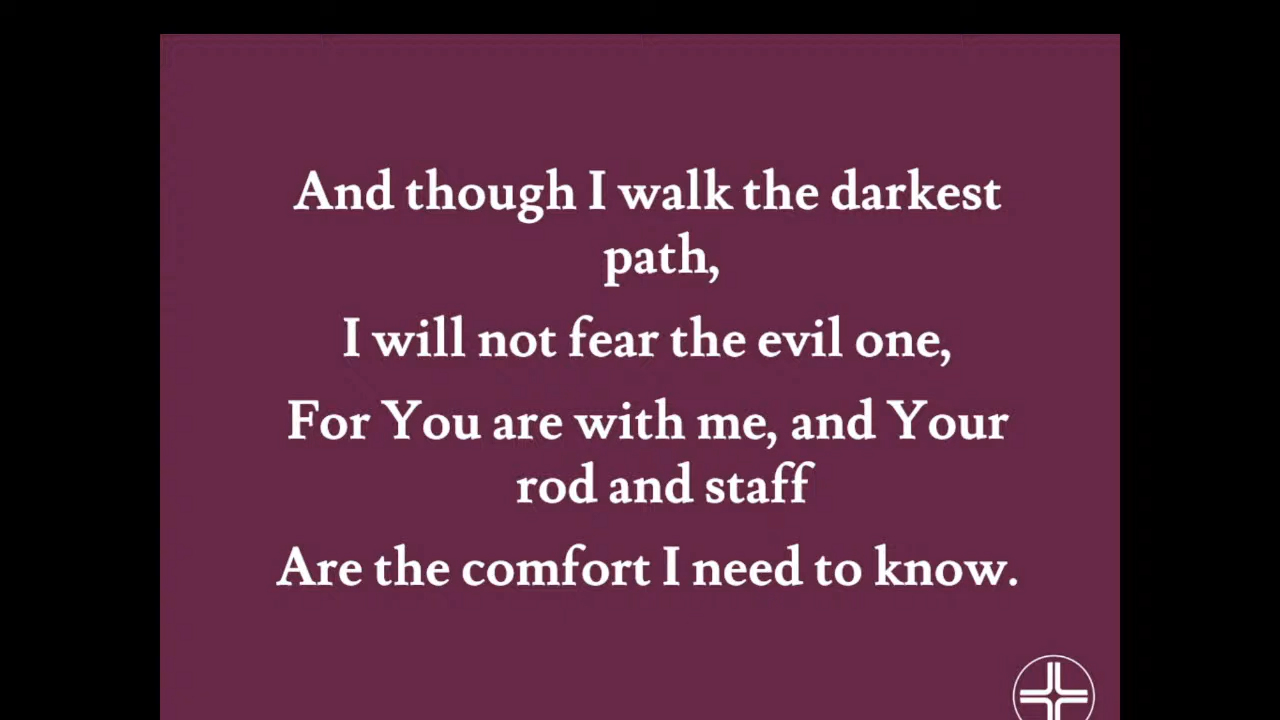 And though I walk the darkest
path,
I will not fear the evil one,
For You are with me, and Your
rod and staff
Are the comfort I need to know.